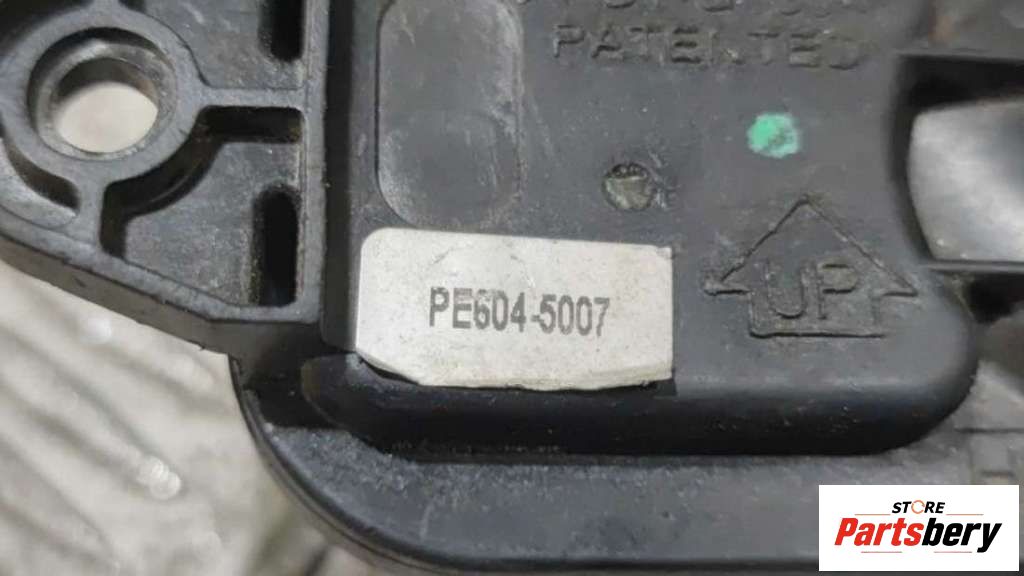 PATENTED
PE604-5007
UP
STORE
Partsbery